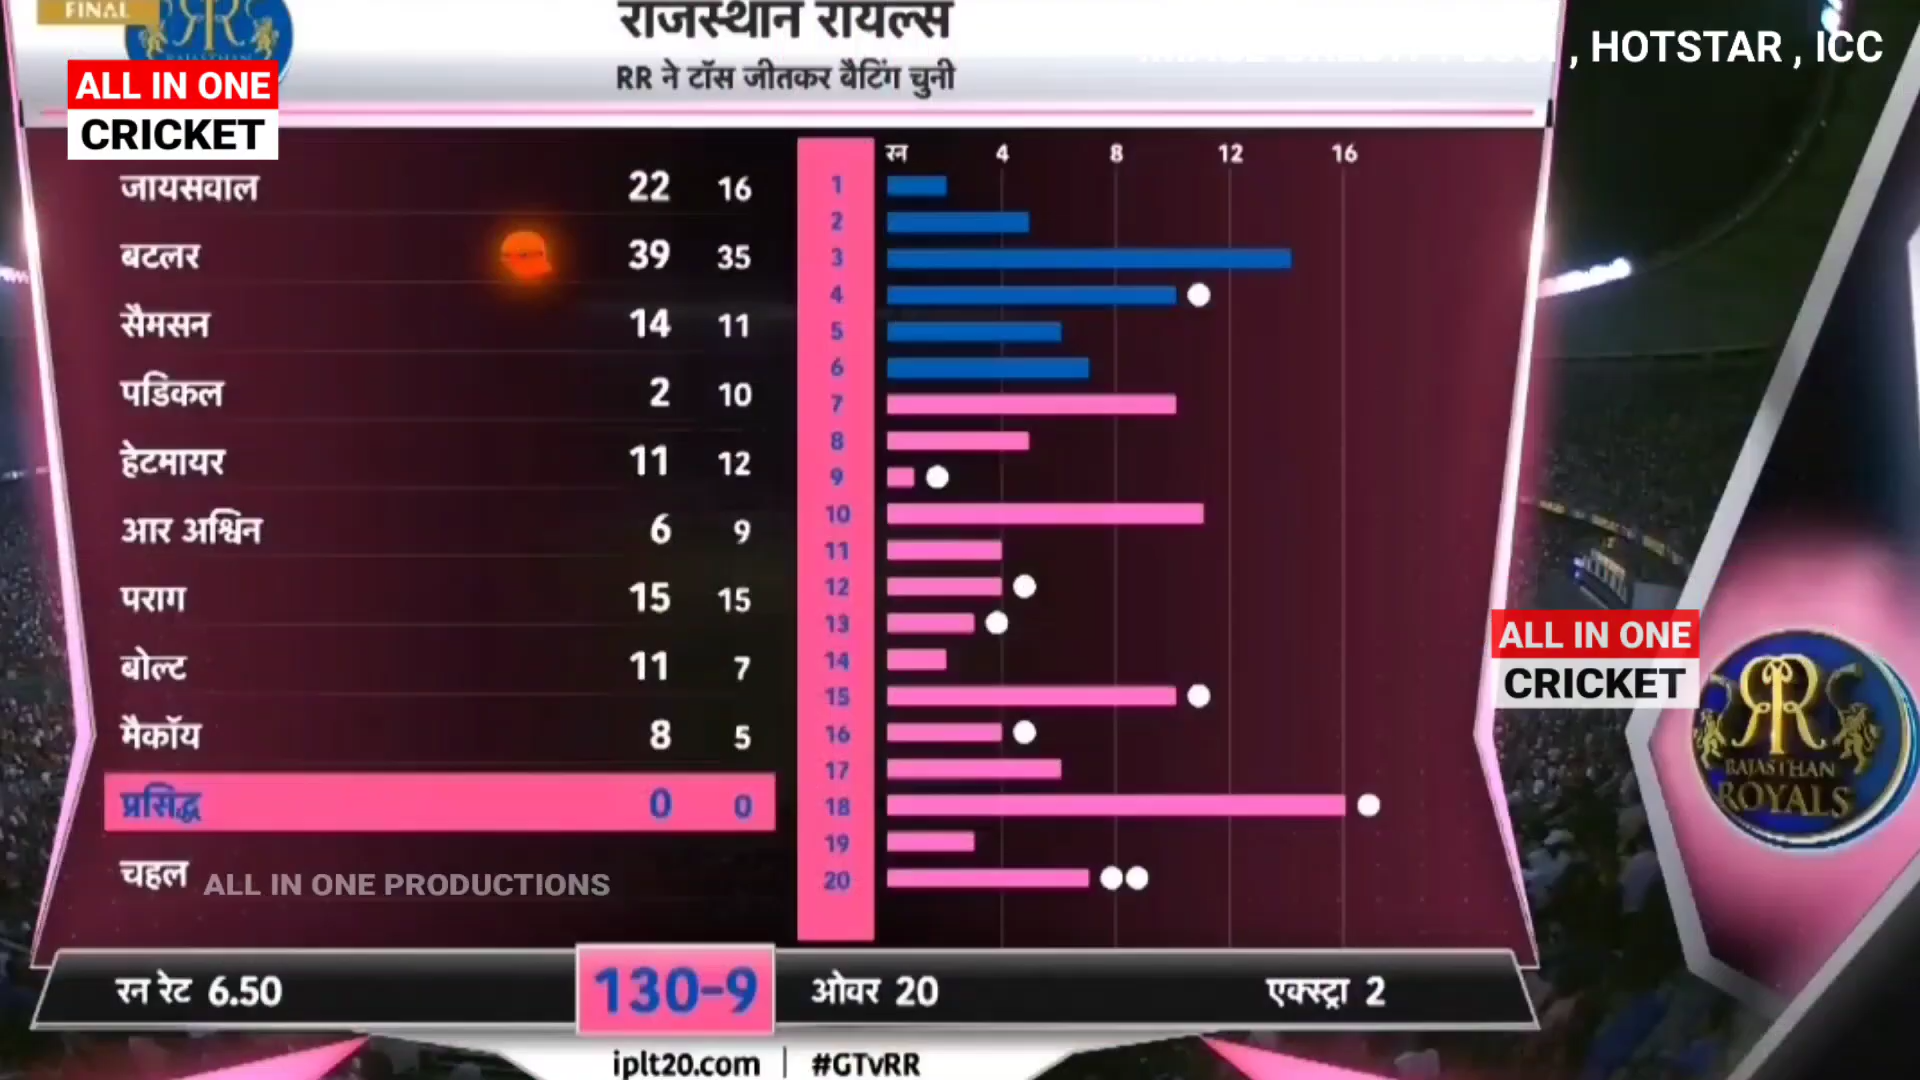 FINAL
राजस्थान रायल्स
RR ने टॉस जीतकर बैटिंग चुनी
, HOTSTAR , ICC
ALL IN ONE
CRICKET
रन 4 8 12 16
जायसवाल 22 16
बटलर 39 35
सैमसन 14 11
पडिकल 2 10
हेटमायर 11 12
आर अश्विन 6 9
पराग 15 15
बोल्ट 11 7
मैकॉय 8 5
प्रसिद्ध 0 0
चहल
ALL IN ONE PRODUCTIONS
1
2
3
4
5
6
7
8
9
10
11
12
13
14
15
16
17
18
19
20
ALL IN ONE
CRICKET
RAJASTHAN
ROYALS
रन रेट 6.50 130-9 ओवर 20 एक्स्ट्रा 2
iplt20.com | #GTvRR